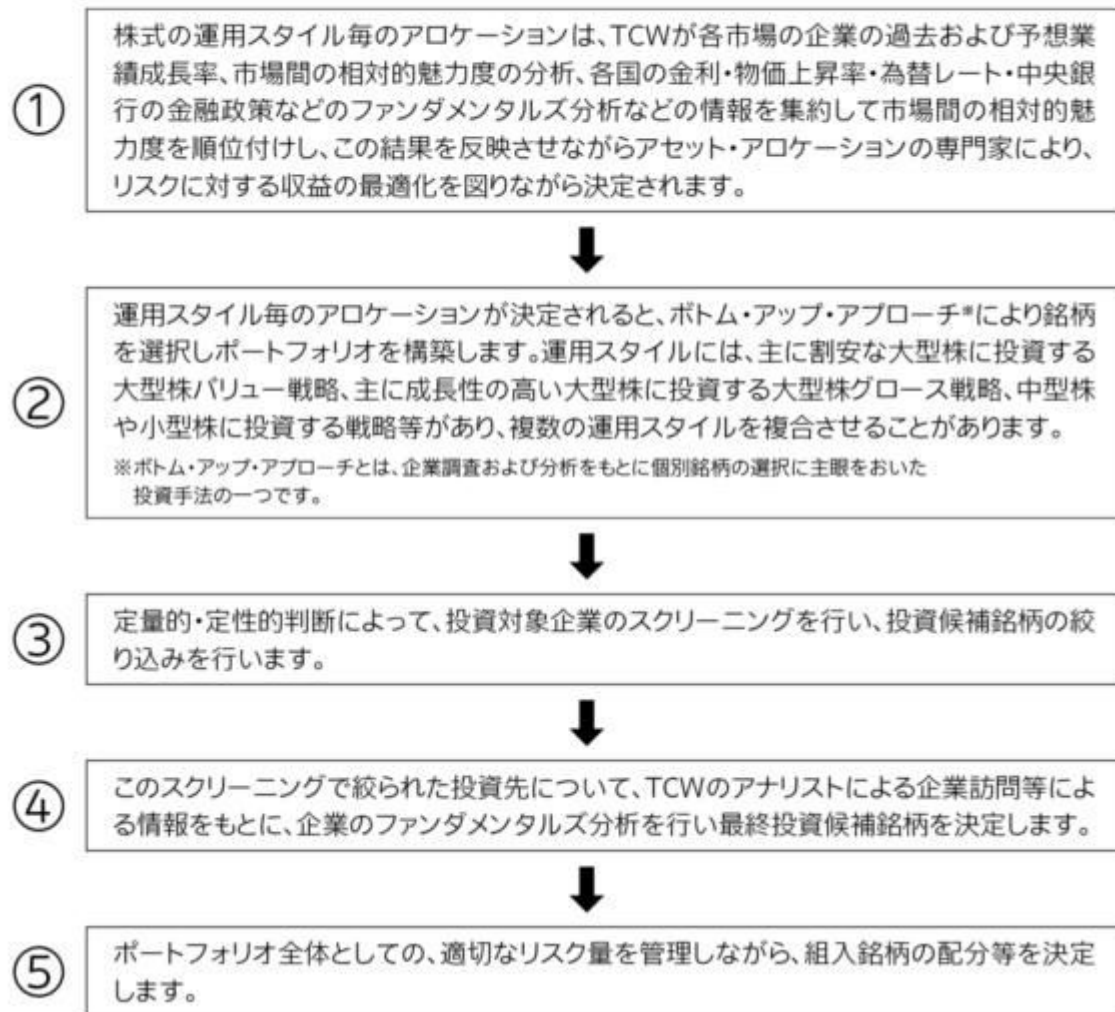 ①
株式の運用スタイル毎のアロケーションは、TCWが各市場の企業の過去および予想業
績成長率、市場間の相対的魅力度の分析、各国の金利・物価上昇率・為替レート・中央銀
行の金融政策などのファンダメンタルズ分析などの情報を集約して市場間の相対的魅
力度を順位付けし、この結果を反映させながらアセット・アロケーションの専門家により、
リスクに対する収益の最適化を図りながら決定されます。
②
運用スタイル毎のアロケーションが決定されると、ボトム・アップ・アプローチ※により銘柄
を選択しポートフォリオを構築します。運用スタイルには、主に割安な大型株に投資する
大型株バリュー戦略、主に成長性の高い大型株に投資する大型株グロース戦略、中型株
や小型株に投資する戦略等があり、複数の運用スタイルを複合させることがあります。
※ボトム・アップ・アプローチとは、企業調査および分析をもとに個別銘柄の選択に主眼をおいた
投資手法の一つです。
③
定量的・定性的判断によって、投資対象企業のスクリーニングを行い、投資候補銘柄の絞
り込みを行います。
④
このスクリーニングで絞られた投資先について、TCWのアナリストによる企業訪問等によ
る情報をもとに、企業のファンダメンタルズ分析を行い最終投資候補銘柄を決定します。
⑤
ポートフォリオ全体としての、適切なリスク量を管理しながら、組入銘柄の配分等を決定
します。